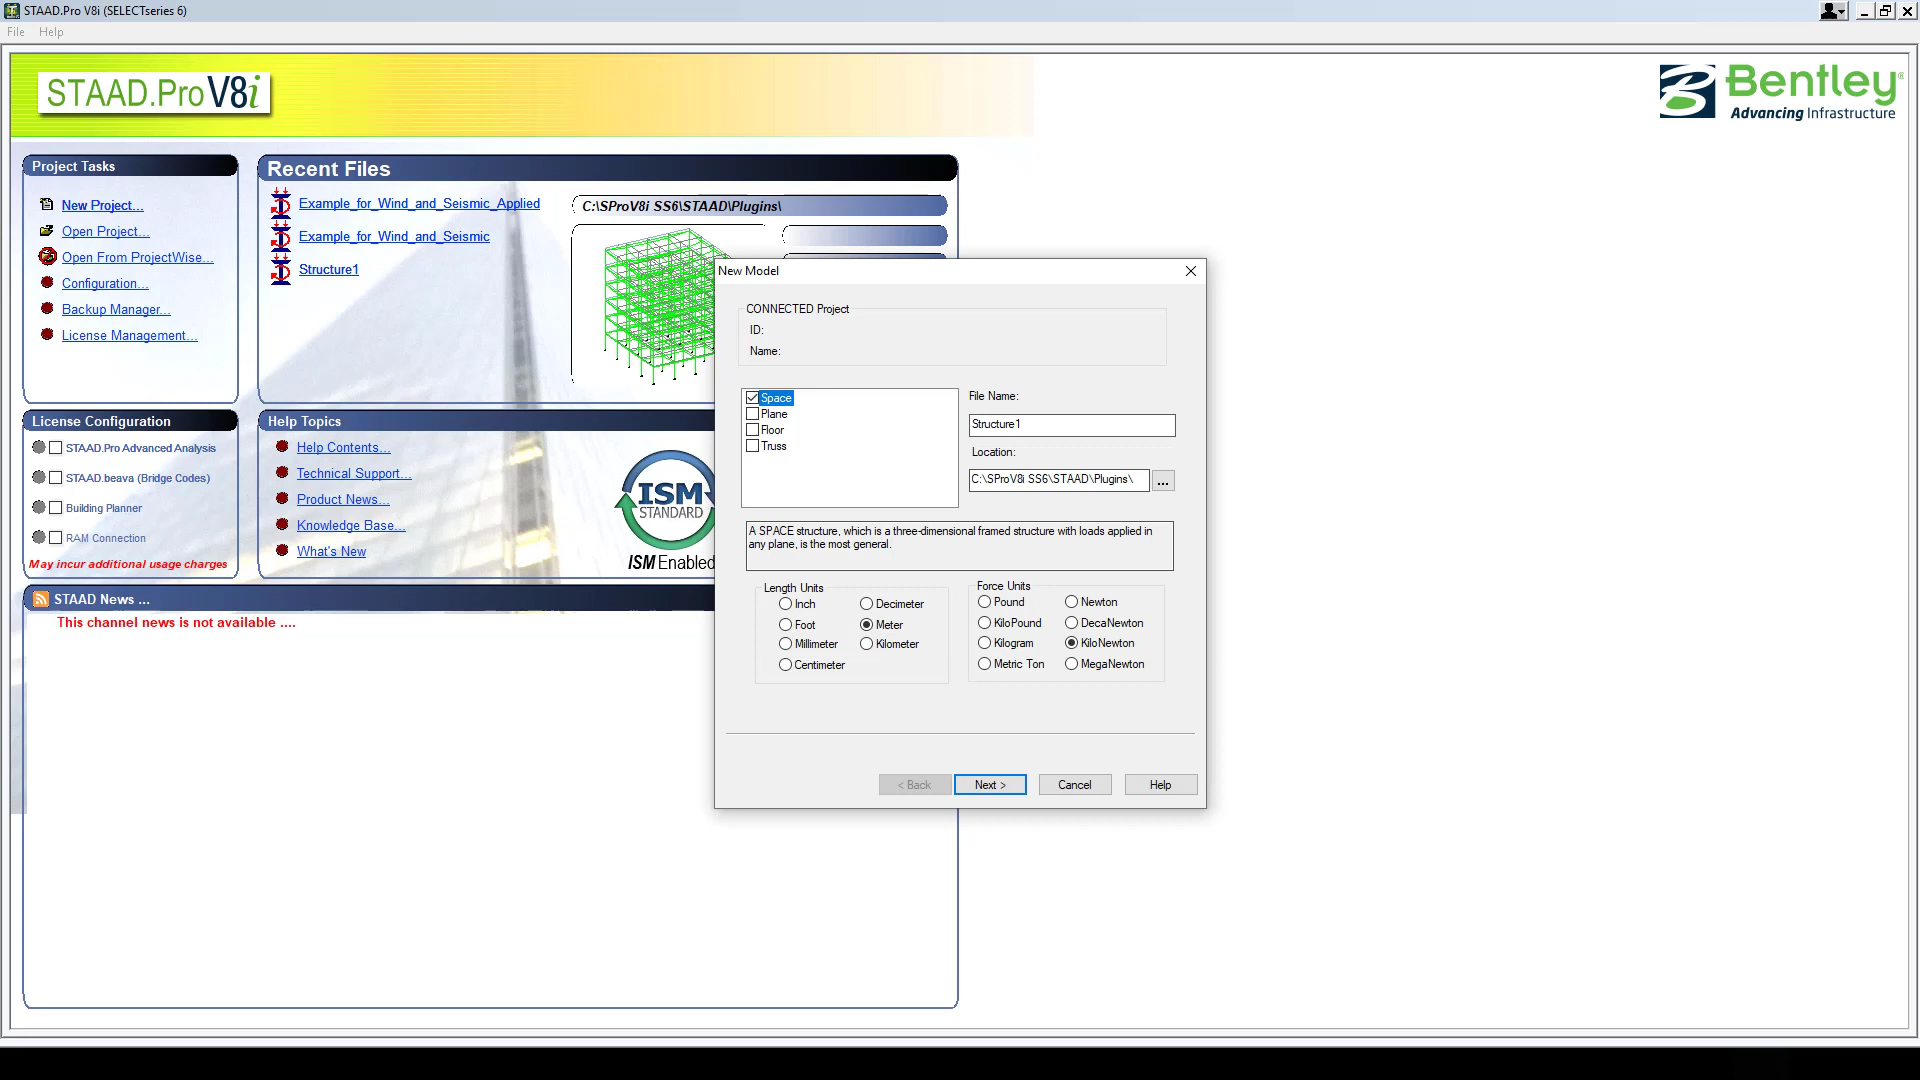 STAAD.Pro V8i (SELECTseries 6)
File Help
STAAD.Pro V8i
Bentley®
Advancing Infrastructure
Project Tasks
New Project...
Open Project...
Open From ProjectWise...
Configuration...
Backup Manager...
License Management...
Recent Files
Example_for_Wind_and_Seismic_Applied
Example_for_Wind_and_Seismic
Structure1
C:\SProV8i SS6\STAAD\Plugins\
License Configuration
STAAD.Pro Advanced Analysis
STAAD.beava (Bridge Codes)
Building Planner
RAM Connection
May incur additional usage charges
Help Topics
Help Contents...
Technical Support...
Product News...
Knowledge Base...
What's New
ISM
STANDARD
ISM Enabled
STAAD News ...
This channel news is not available ....
New Model
CONNECTED Project
ID:
Name:
Space
Plane
Floor
Truss
File Name:
Structure1
Location:
C:\SProV8i SS6\STAAD\Plugins\
...
A SPACE structure, which is a three-dimensional framed structure with loads applied in
any plane, is the most general.
Length Units
Inch Decimeter
Foot Meter
Millimeter Kilometer
Centimeter
Force Units
Pound Newton
KiloPound DecaNewton
Kilogram KiloNewton
Metric Ton MegaNewton
< Back Next > Cancel Help